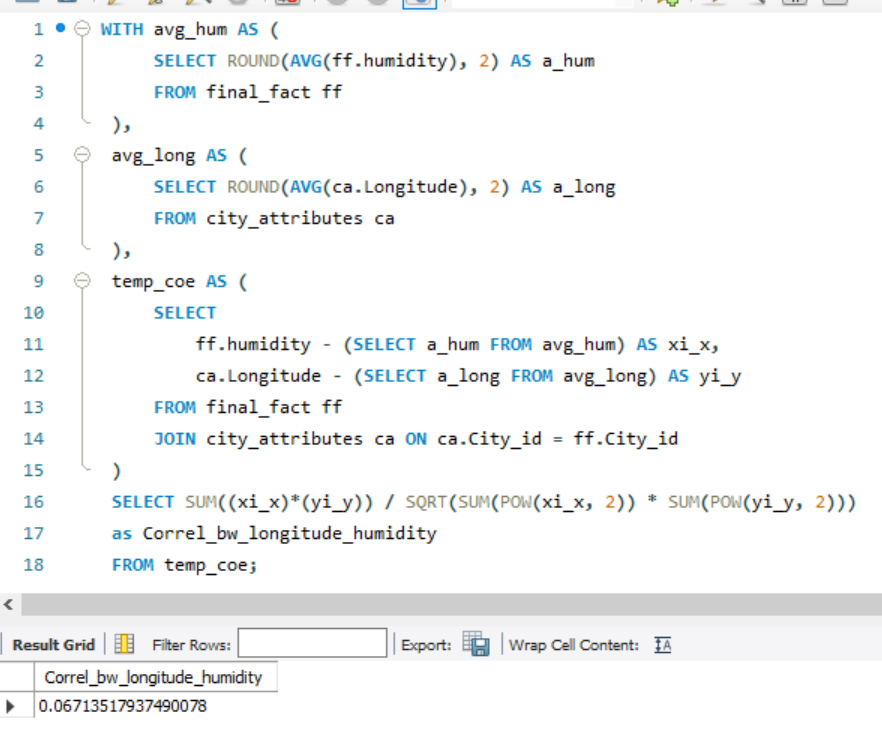 1 WITH avg_hum AS (
2 SELECT ROUND(AVG(ff.humidity), 2) AS a_hum
3 FROM final_fact ff
4 ),
5 avg_long AS (
6 SELECT ROUND(AVG(ca.Longitude), 2) AS a_long
7 FROM city_attributes ca
8 ),
9 temp_coe AS (
10 SELECT
11 ff.humidity - (SELECT a_hum FROM avg_hum) AS xi_x,
12 ca.Longitude - (SELECT a_long FROM avg_long) AS yi_y
13 FROM final_fact ff
14 JOIN city_attributes ca ON ca.City_id = ff.City_id
15 )
16 SELECT SUM((xi_x)*(yi_y)) / SQRT(SUM(POW(xi_x, 2)) * SUM(POW(yi_y, 2)))
17 as Correl_bw_longitude_humidity
18 FROM temp_coe;
Result Grid Filter Rows: Export: Wrap Cell Content:
Correl_bw_longitude_humidity
0.06713517937490078